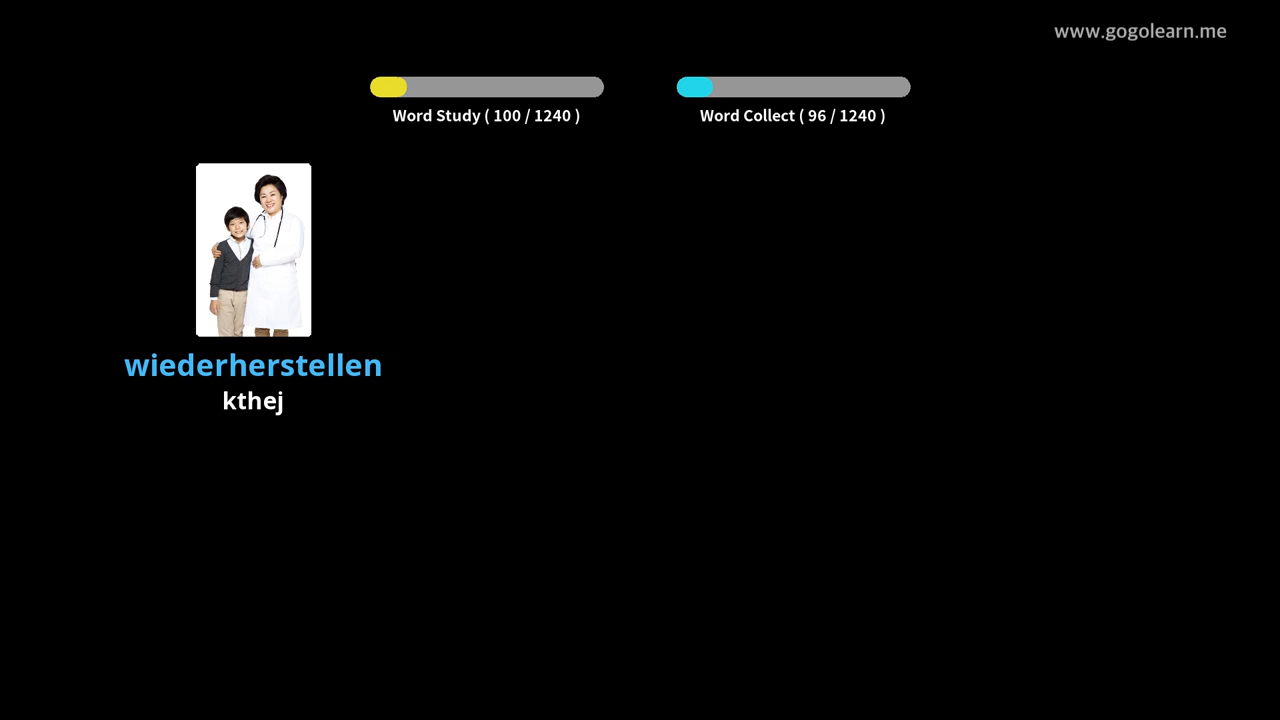 www.gogolearn.me
Word Study ( 100 / 1240 )
Word Collect ( 96 / 1240 )
wiederherstellen
kthej